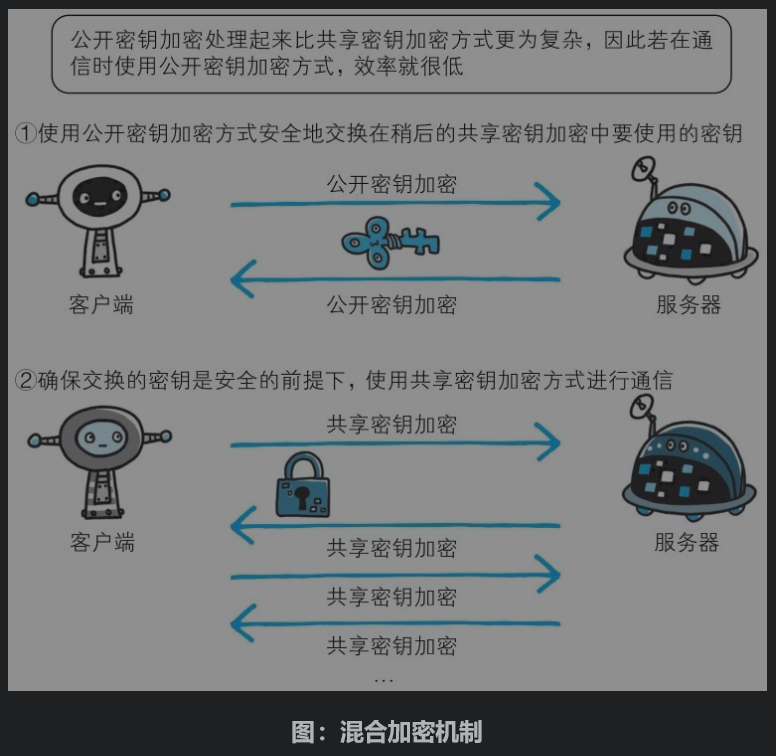 公开密钥加密处理起来比共享密钥加密方式更为复杂，因此若在通
信时使用公开密钥加密方式，效率就很低
①使用公开密钥加密方式安全地交换在稍后的共享密钥加密中要使用的密钥
公开密钥加密
客户端
公开密钥加密
服务器
②确保交换的密钥是安全的前提下，使用共享密钥加密方式进行通信
共享密钥加密
客户端
共享密钥加密
服务器
共享密钥加密
共享密钥加密
…
图：混合加密机制